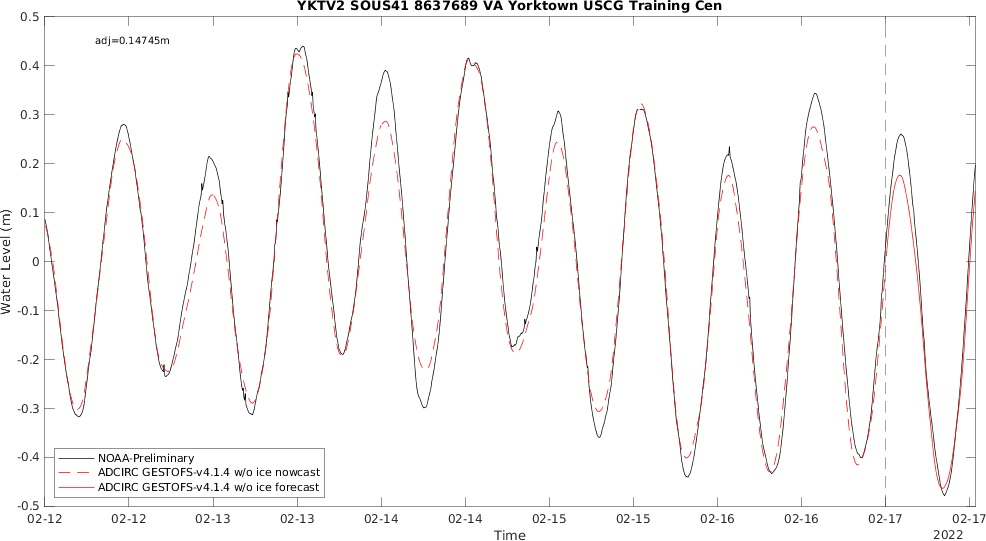 YKTV2 SOUS41 8637689 VA Yorktown USCG Training Cen
adj=0.14745m
0.5
0.4
0.3
0.2
0.1
0
-0.1
-0.2
-0.3
-0.4
-0.5
Water Level (m)
NOAA-Preliminary
ADCIRC GESTOFS-v4.1.4 w/o ice nowcast
ADCIRC GESTOFS-v4.1.4 w/o ice forecast
02-12 02-12 02-13 02-13 02-14 02-14 02-15 02-15 02-16 02-16 02-17 02-17
Time
2022